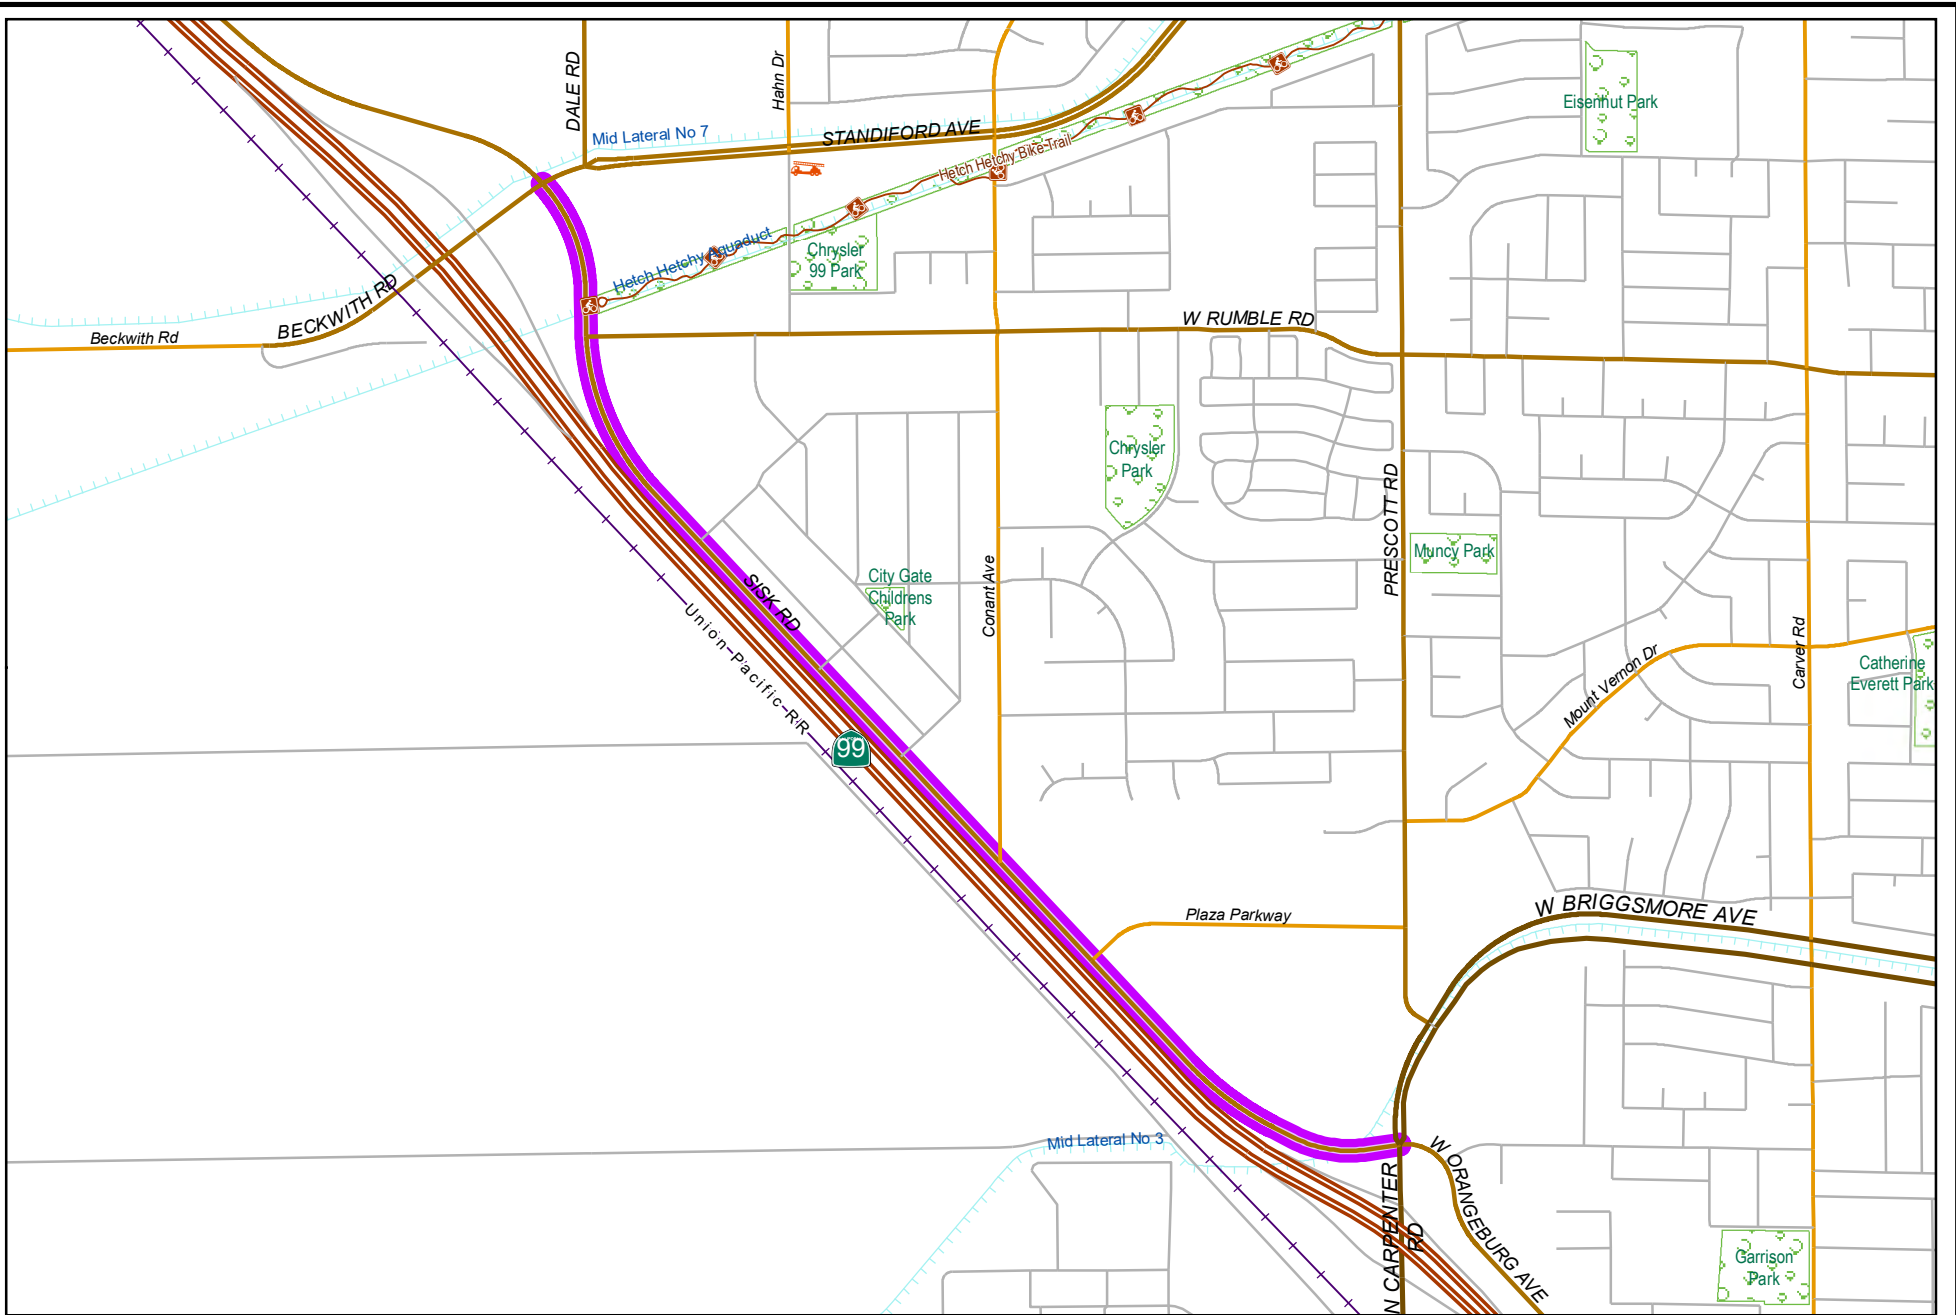 DALE RD
Hahn Dr
Mid Lateral No 7
STANDIFORD AVE
Hetch Hetchy Bike Trail
Eisenhut Park
Hetch Hetchy Aquaduct
Chrysler
99 Park
BECKWITH RD
Beckwith Rd
W RUMBLE RD
Chrysler
Park
PRESCOTT RD
Muncy Park
City Gate
Childrens
Park
Conant Ave
SISK RD
Union Pacific RR
99
Mount Vernon Dr
Carver Rd
Catherine
Everett Park
Plaza Parkway
W BRIGGSMORE AVE
Mid Lateral No 3
N CARPENTER
RD
W ORANGEBURG AVE
Garrison
Park